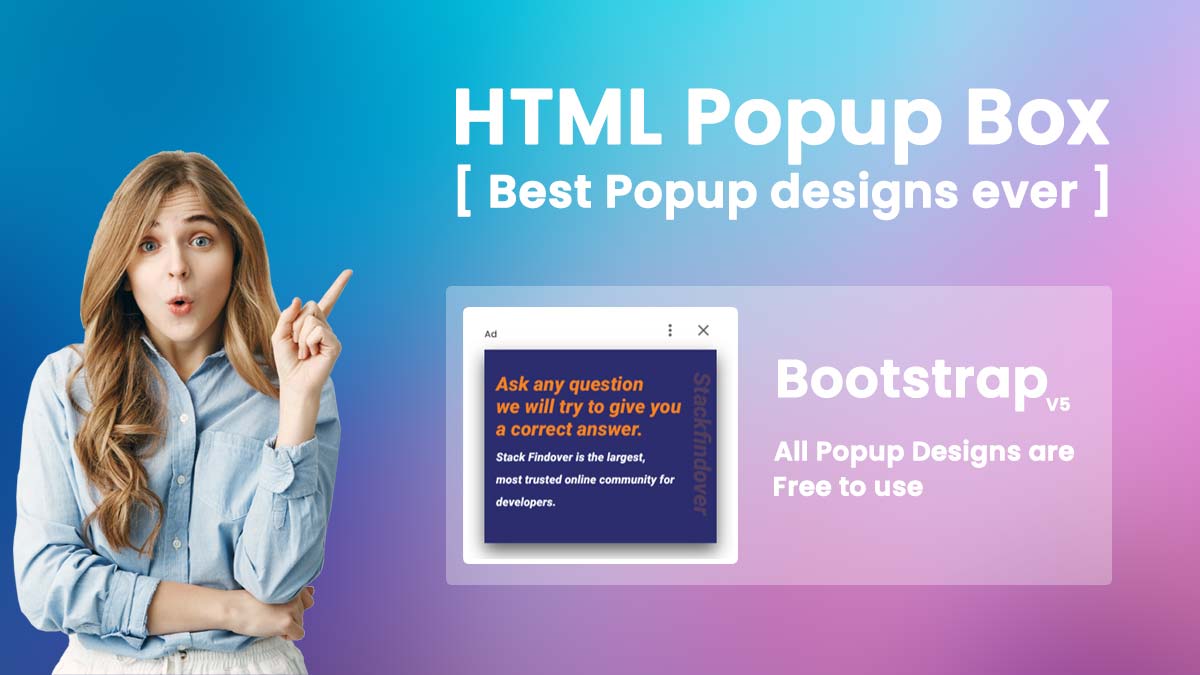 HTML Popup Box
[ Best Popup designs ever ]
Ad
Ask any question
we will try to give you
a correct answer.
Stack Findover is the largest,
most trusted online community for
developers.
Stackfindover
Bootstrap V5
All Popup Designs are
Free to use